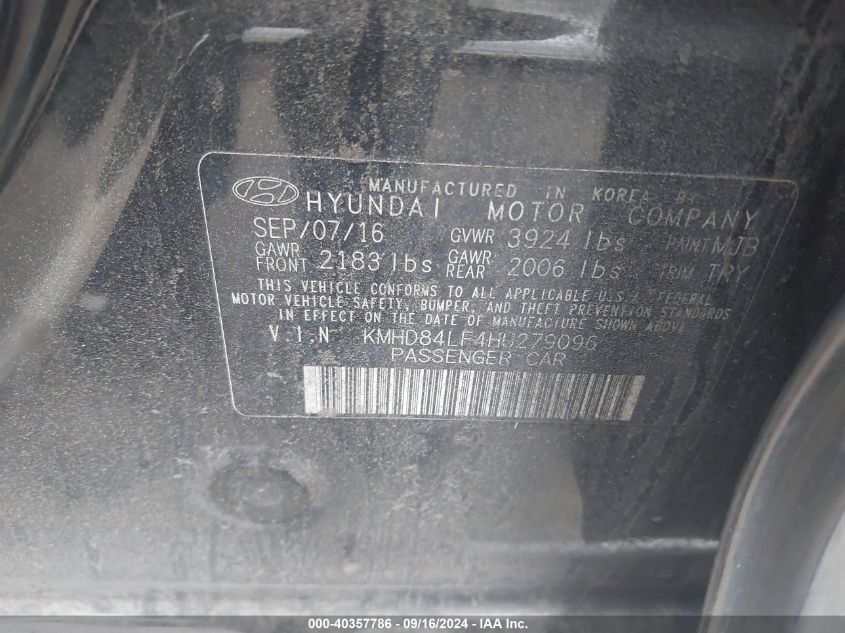 MANUFACTURED IN KOREA BY
HYUNDAI MOTOR COMPANY
SEP/07/16 GVWR 3924 lbs PAINT MJB
GAWR FRONT 2183 lbs GAWR REAR 2006 lbs TRIM TRY
THIS VEHICLE CONFORMS TO ALL APPLICABLE U.S. FEDERAL
MOTOR VEHICLE SAFETY, BUMPER, AND THEFT PREVENTION STANDARDS
IN EFFECT ON THE DATE OF MANUFACTURE SHOWN ABOVE
V.I.N KMHD84LF4HU279096
PASSENGER CAR
000-40357786 - 09/16/2024 - IAA Inc.